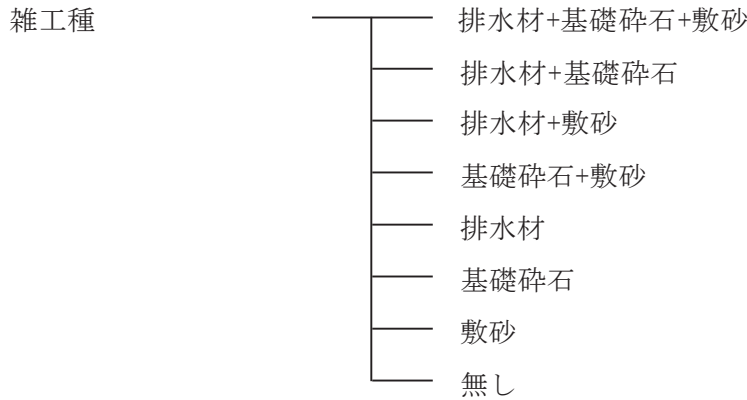 雑工種 排水材+基礎砕石+敷砂
排水材+基礎砕石
排水材+敷砂
基礎砕石+敷砂
排水材
基礎砕石
敷砂
無し